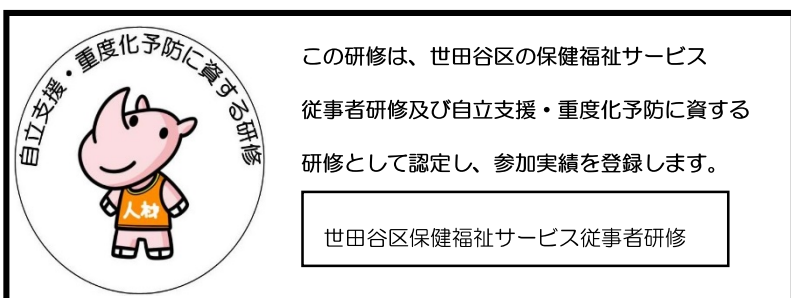 自立支援・重度化予防に資する研修
人材
この研修は、世田谷区の保健福祉サービス
従事者研修及び自立支援・重度化予防に資する
研修として認定し、参加実績を登録します。
世田谷区保健福祉サービス従事者研修